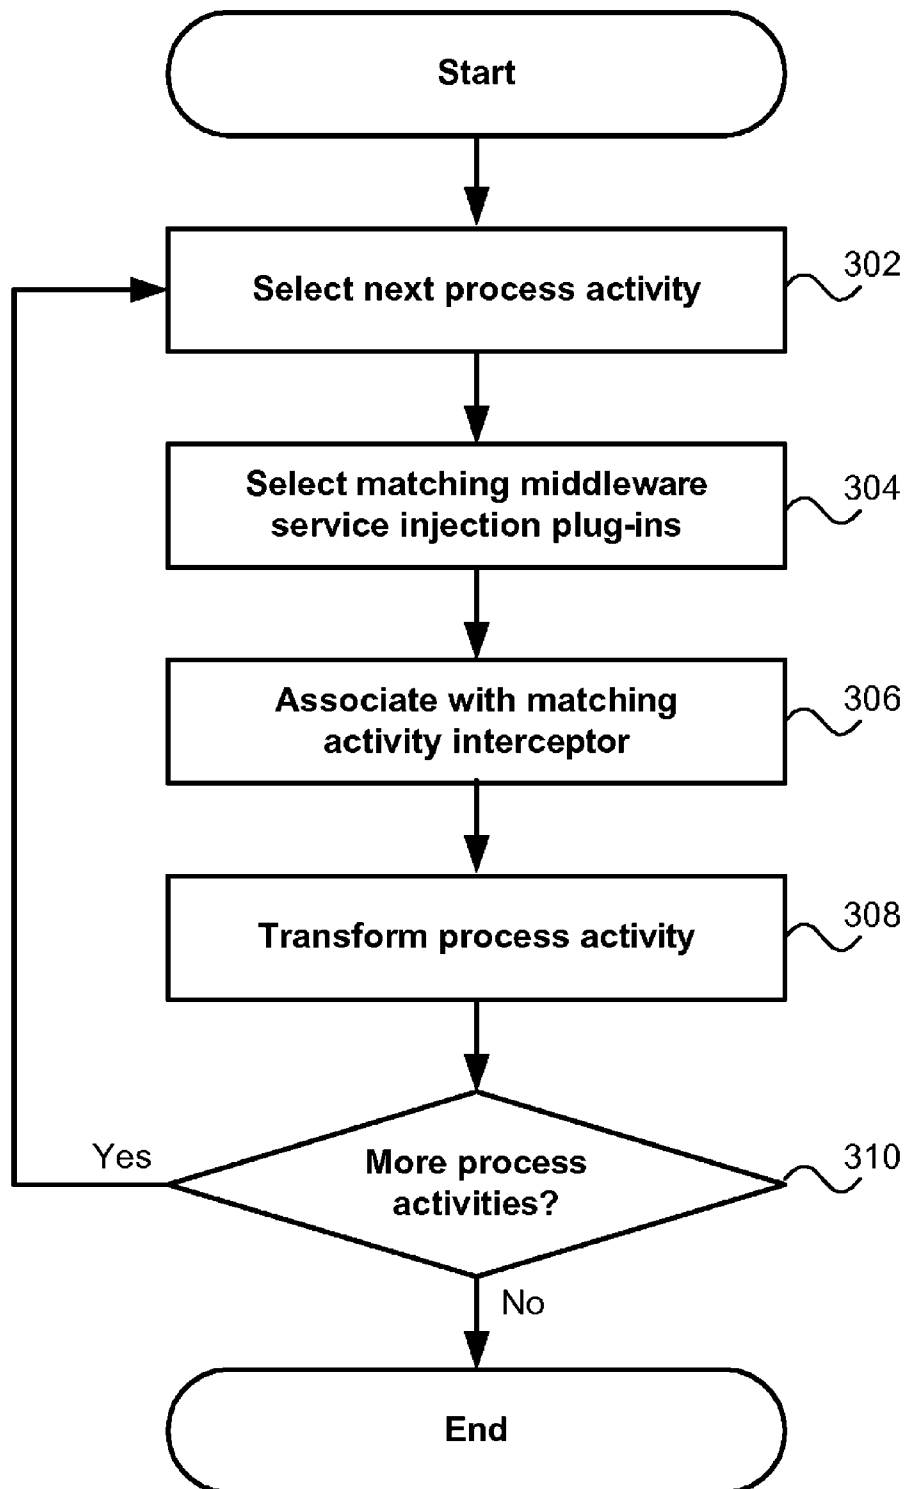 Start
302
Select next process activity
304
Select matching middleware
service injection plug-ins
306
Associate with matching
activity interceptor
308
Transform process activity
Yes
310
More process
activities?
No
End